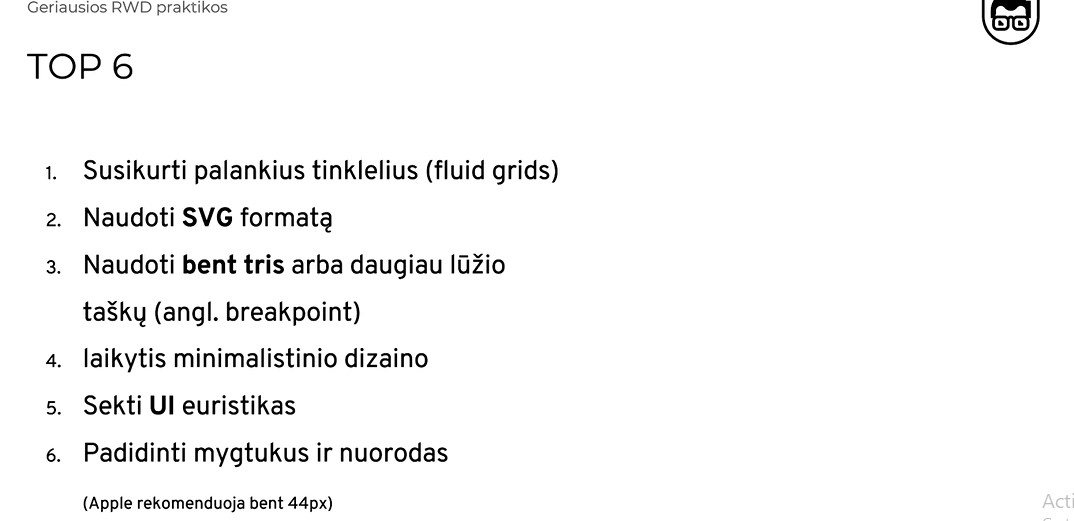 Geriausios RWD praktikos
TOP 6
1. Susikurti palankius tinklelius (fluid grids)
2. Naudoti SVG formatą
3. Naudoti bent tris arba daugiau lūžio
taškų (angl. breakpoint)
4. laikytis minimalistinio dizaino
5. Sekti UI euristikas
6. Padidinti mygtukus ir nuorodas
(Apple rekomenduoja bent 44px)
Acti